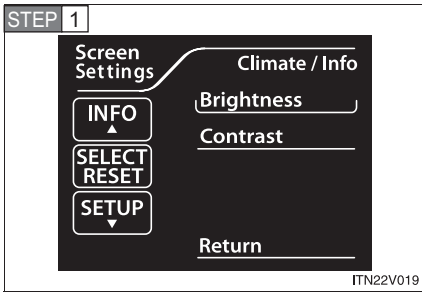 STEP 1
Screen
Settings
Climate / Info
INFO
▲
SELECT
RESET
SETUP
▼
Brightness
Contrast
Return
ITN22V019